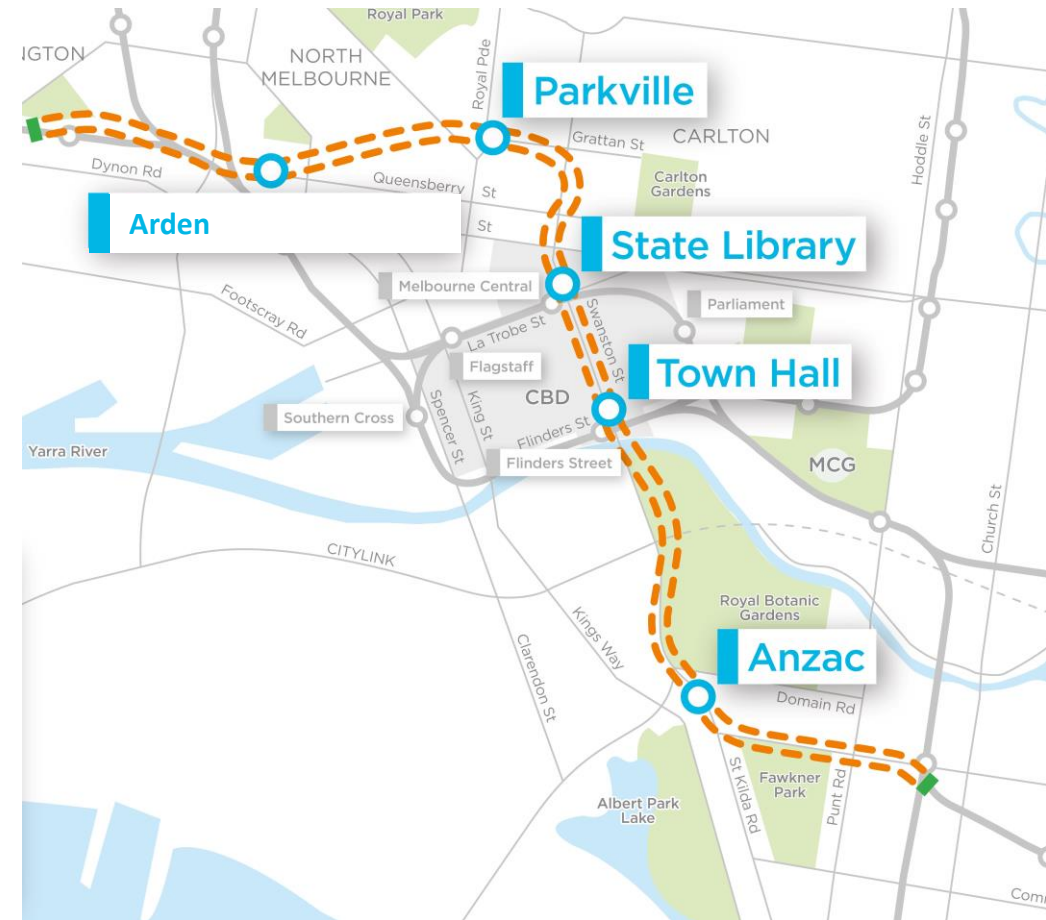 Royal Park
NGTON
NORTH
MELBOURNE
Royal Pde
Parkville
Grattan St
CARLTON
Hoddle St
Dynon Rd
Queensberry St
Carlton
Gardens
Arden
St
State Library
Melbourne Central
Parliament
Footscray Rd
La Trobe St
Swanston St
Flagstaff
Town Hall
CBD
Spencer St
King St
Southern Cross
Flinders St
Flinders Street
Yarra River
MCG
Church St
CITYLINK
Royal Botanic
Gardens
Kings Way
Clarendon St
Anzac
Domain Rd
St Kilda Rd
Fawkner
Park
Punt Rd
Albert Park
Lake
Com